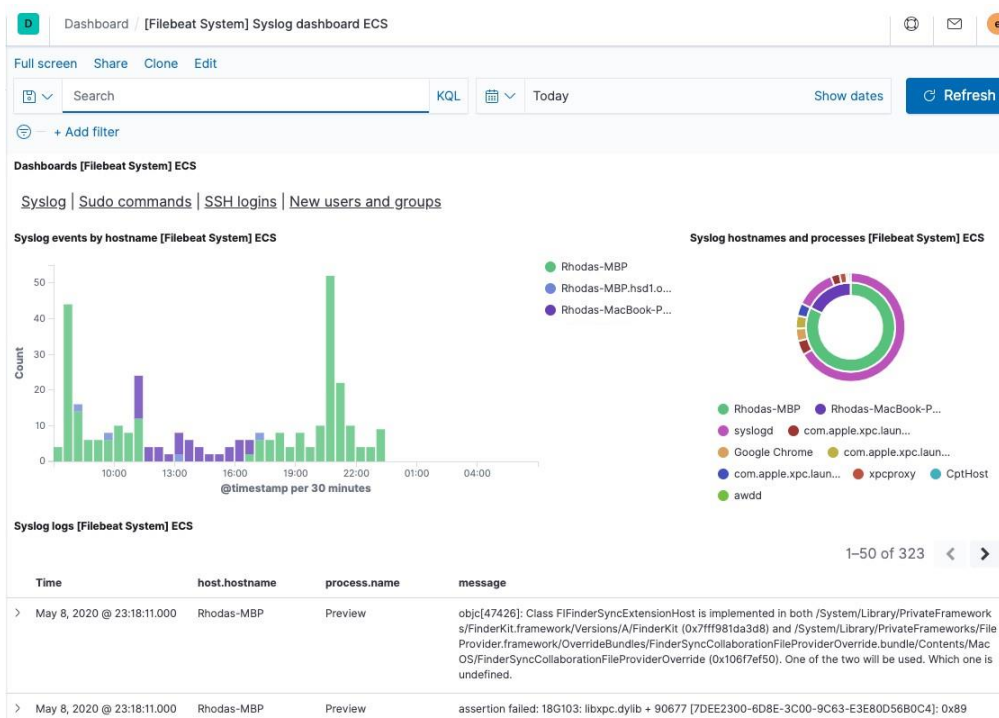 D Dashboard / [Filebeat System] Syslog dashboard ECS
Full screen Share Clone Edit
Search KQL Today Show dates Refresh
+ Add filter
Dashboards [Filebeat System] ECS
Syslog | Sudo commands | SSH logins | New users and groups
Syslog events by hostname [Filebeat System] ECS
50
40
30
20
10
0
Count
10:00 13:00 16:00 19:00 22:00 01:00 04:00
@timestamp per 30 minutes
Rhodas-MBP
Rhodas-MBP.hsd1.o...
Rhodas-MacBook-P...
Syslog hostnames and processes [Filebeat System] ECS
Rhodas-MBP Rhodas-MacBook-P...
syslogd com.apple.xpc.laun...
Google Chrome com.apple.xpc.laun...
com.apple.xpc.laun... xpcproxy CptHost
awdd
Syslog logs [Filebeat System] ECS
1–50 of 323
Time host.hostname process.name message
May 8, 2020 @ 23:18:11.000 Rhodas-MBP Preview objc[47426]: Class FIFinderSyncExtensionHost is implemented in both /System/Library/PrivateFramework
s/FinderKit.framework/Versions/A/FinderKit (0x7fff981da3d8) and /System/Library/PrivateFrameworks/File
Provider.framework/OverrideBundles/FinderSyncCollaborationFileProviderOverride.bundle/Contents/Mac
OS/FinderSyncCollaborationFileProviderOverride (0x106f7ef50). One of the two will be used. Which one is
undefined.
May 8, 2020 @ 23:18:11.000 Rhodas-MBP Preview assertion failed: 18G103: libxpc.dylib + 90677 [7DEE2300-6D8E-3C00-9C63-E3E80D56B0C4]: 0x89